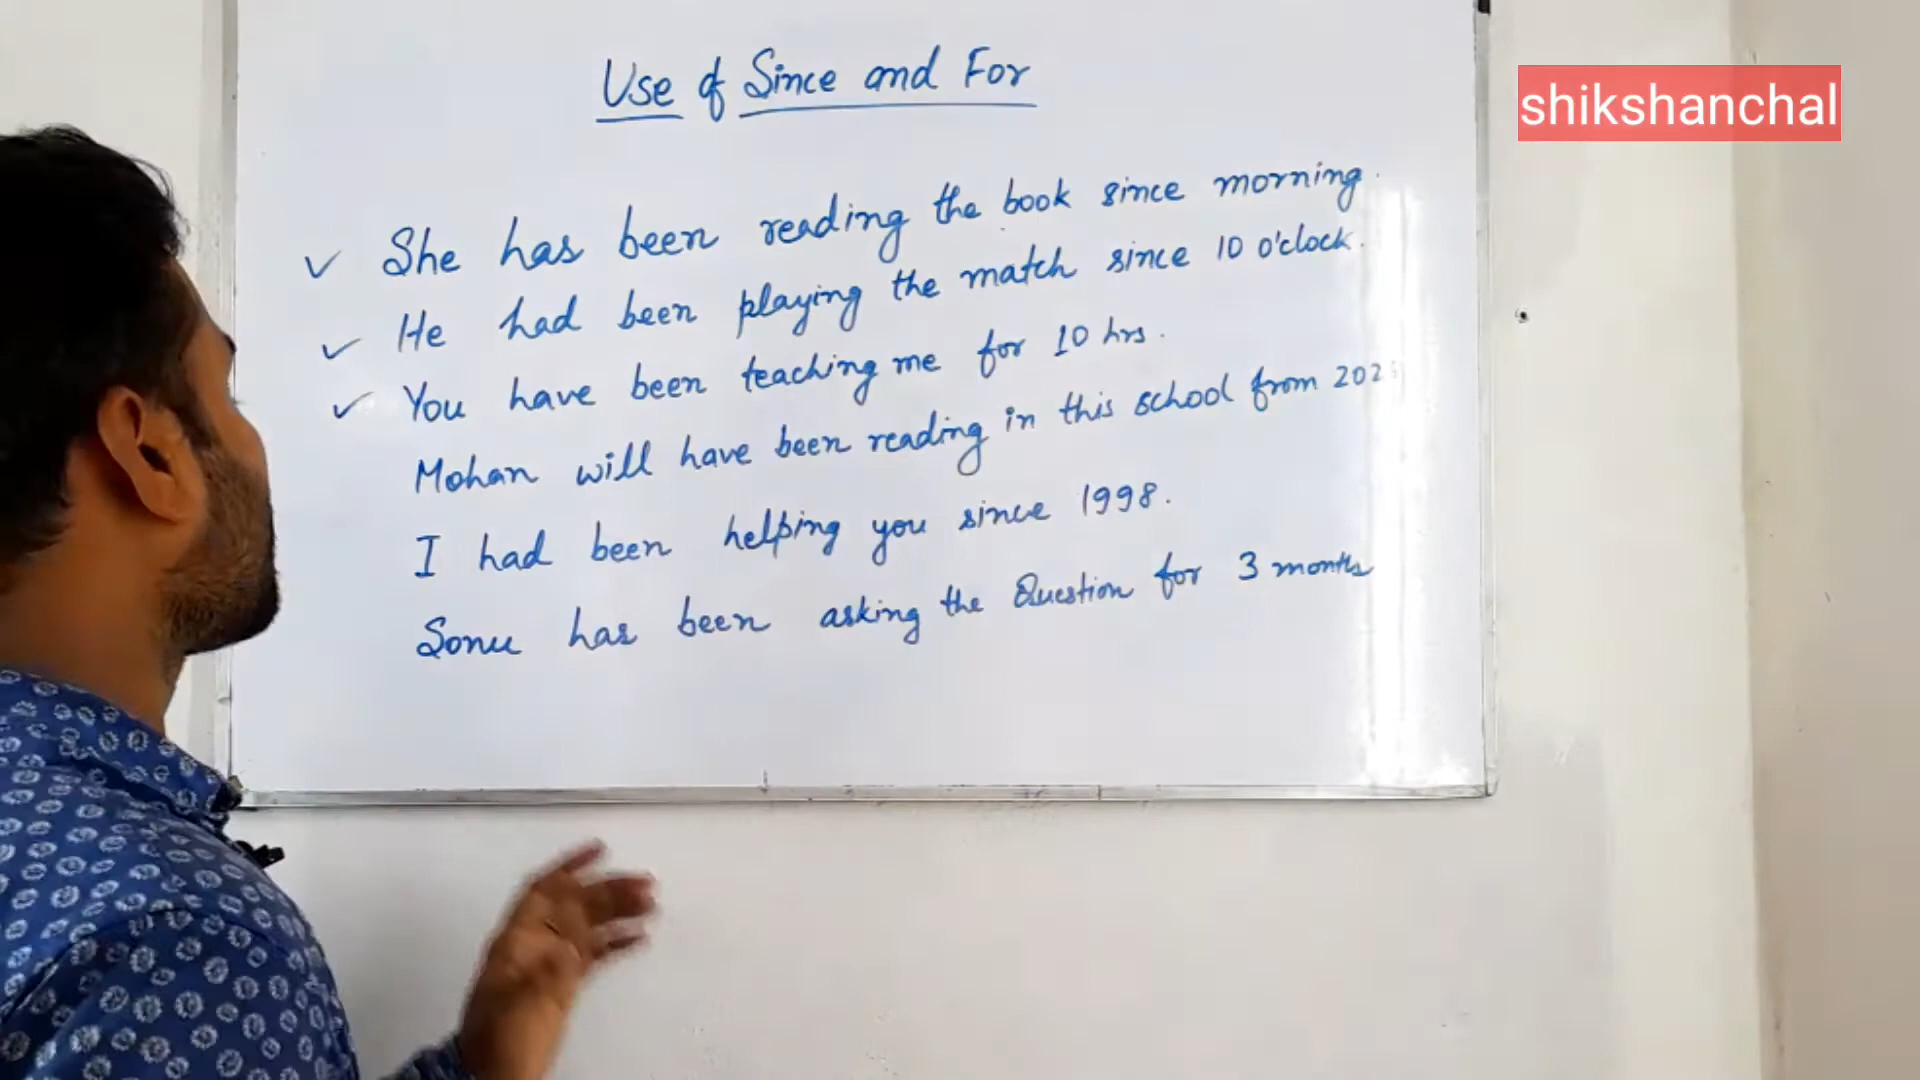 Use of Since and For
shikshanchal
✓ She has been reading the book since morning.
✓ He had been playing the match since 10 o'clock.
✓ You have been teaching me for 10 hrs.
Mohan will have been reading in this school from
I had been helping you since 1998.
Sonu has been asking the Question for 3 months